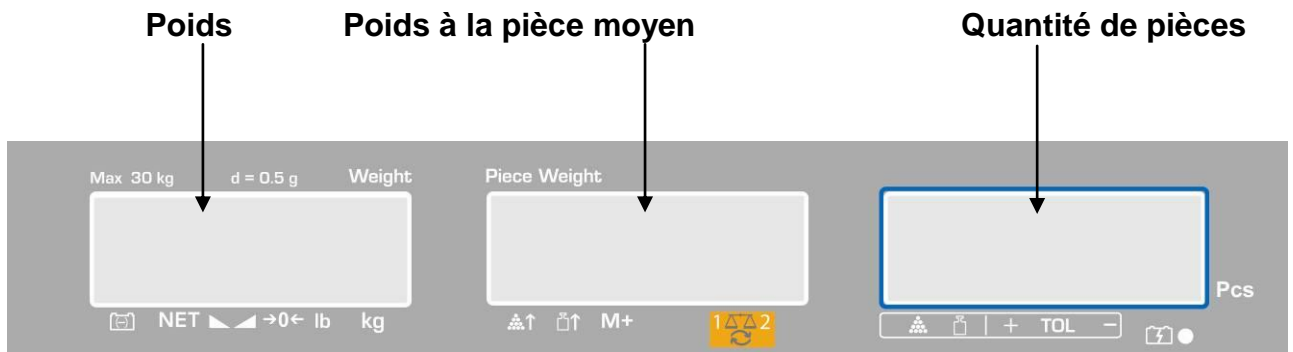 Poids Poids à la pièce moyen Quantité de pièces
Max 30 kg d = 0.5 g Weight Piece Weight
Pcs
NET →0← lb kg M+ 1 2 + TOL −